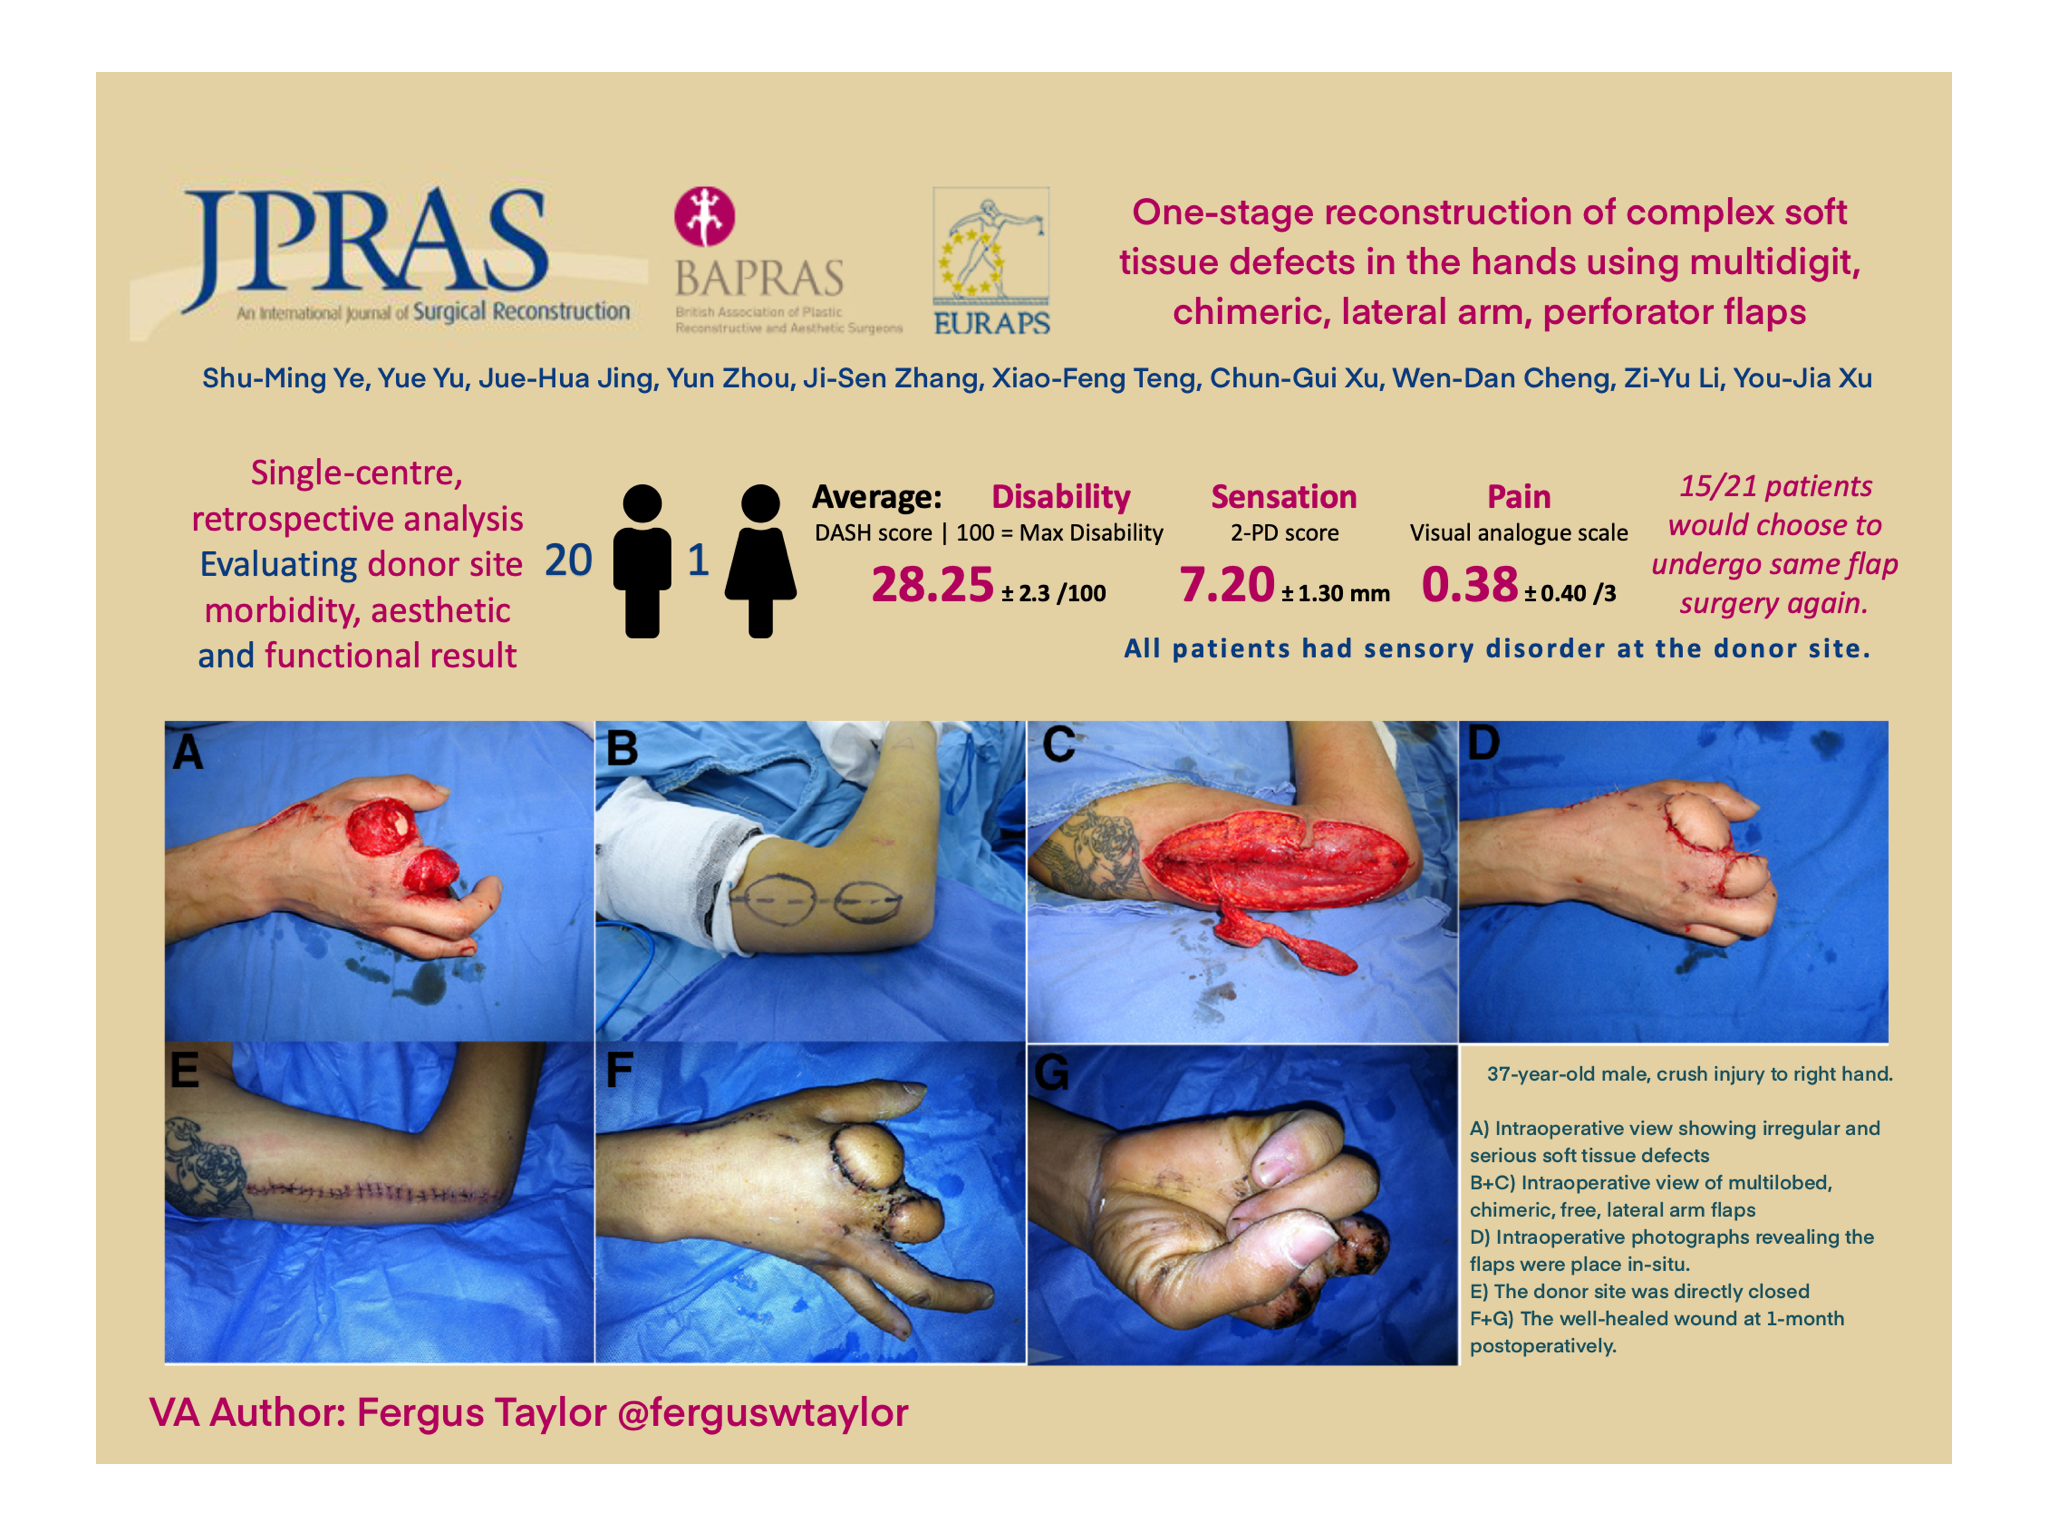 JPRAS
An International Journal of Surgical Reconstruction
BAPRAS
British Association of Plastic
Reconstructive and Aesthetic Surgeons
EURAPS
One-stage reconstruction of complex soft
tissue defects in the hands using multidigit,
chimeric, lateral arm, perforator flaps
Shu-Ming Ye, Yue Yu, Jue-Hua Jing, Yun Zhou, Ji-Sen Zhang, Xiao-Feng Teng, Chun-Gui Xu, Wen-Dan Cheng, Zi-Yu Li, You-Jia Xu
Single-centre,
retrospective analysis
Evaluating donor site
morbidity, aesthetic
and functional result
20
1
Average: Disability
DASH score | 100 = Max Disability
28.25 ± 2.3 /100
Sensation
2-PD score
7.20 ± 1.30 mm
Pain
Visual analogue scale
0.38 ± 0.40 /3
15/21 patients
would choose to
undergo same flap
surgery again.
All patients had sensory disorder at the donor site.
A
B
C
D
E
F
G
37-year-old male, crush injury to right hand.
A) Intraoperative view showing irregular and
serious soft tissue defects
B+C) Intraoperative view of multilobed,
chimeric, free, lateral arm flaps
D) Intraoperative photographs revealing the
flaps were place in-situ.
E) The donor site was directly closed
F+G) The well-healed wound at 1-month
postoperatively.
VA Author: Fergus Taylor @ferguswtaylor